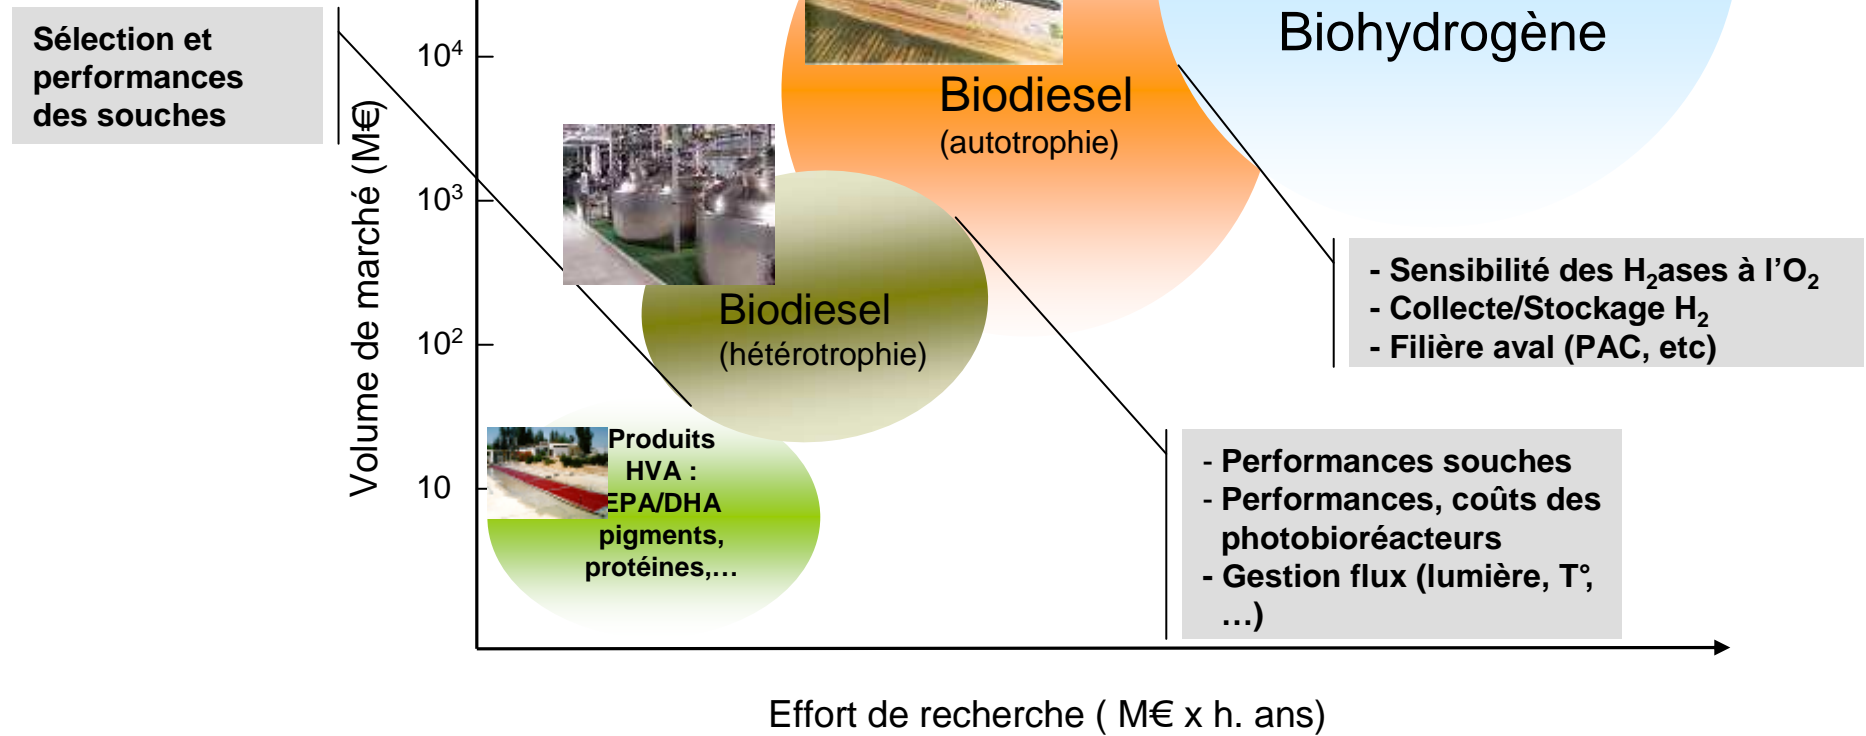 Sélection et
performances
des souches
Biohydrogène
10⁴
Biodiesel
(autotrophie)
10³
Volume de marché (M€)
- Sensibilité des H₂ases à l’O₂
- Collecte/Stockage H₂
- Filière aval (PAC, etc)
Biodiesel
(hétérotrophie)
10²
Produits
HVA :
EPA/DHA
pigments,
protéines,…
10
- Performances souches
- Performances, coûts des
photobioréacteurs
- Gestion flux (lumière, T°,
…)
Effort de recherche ( M€ x h. ans)